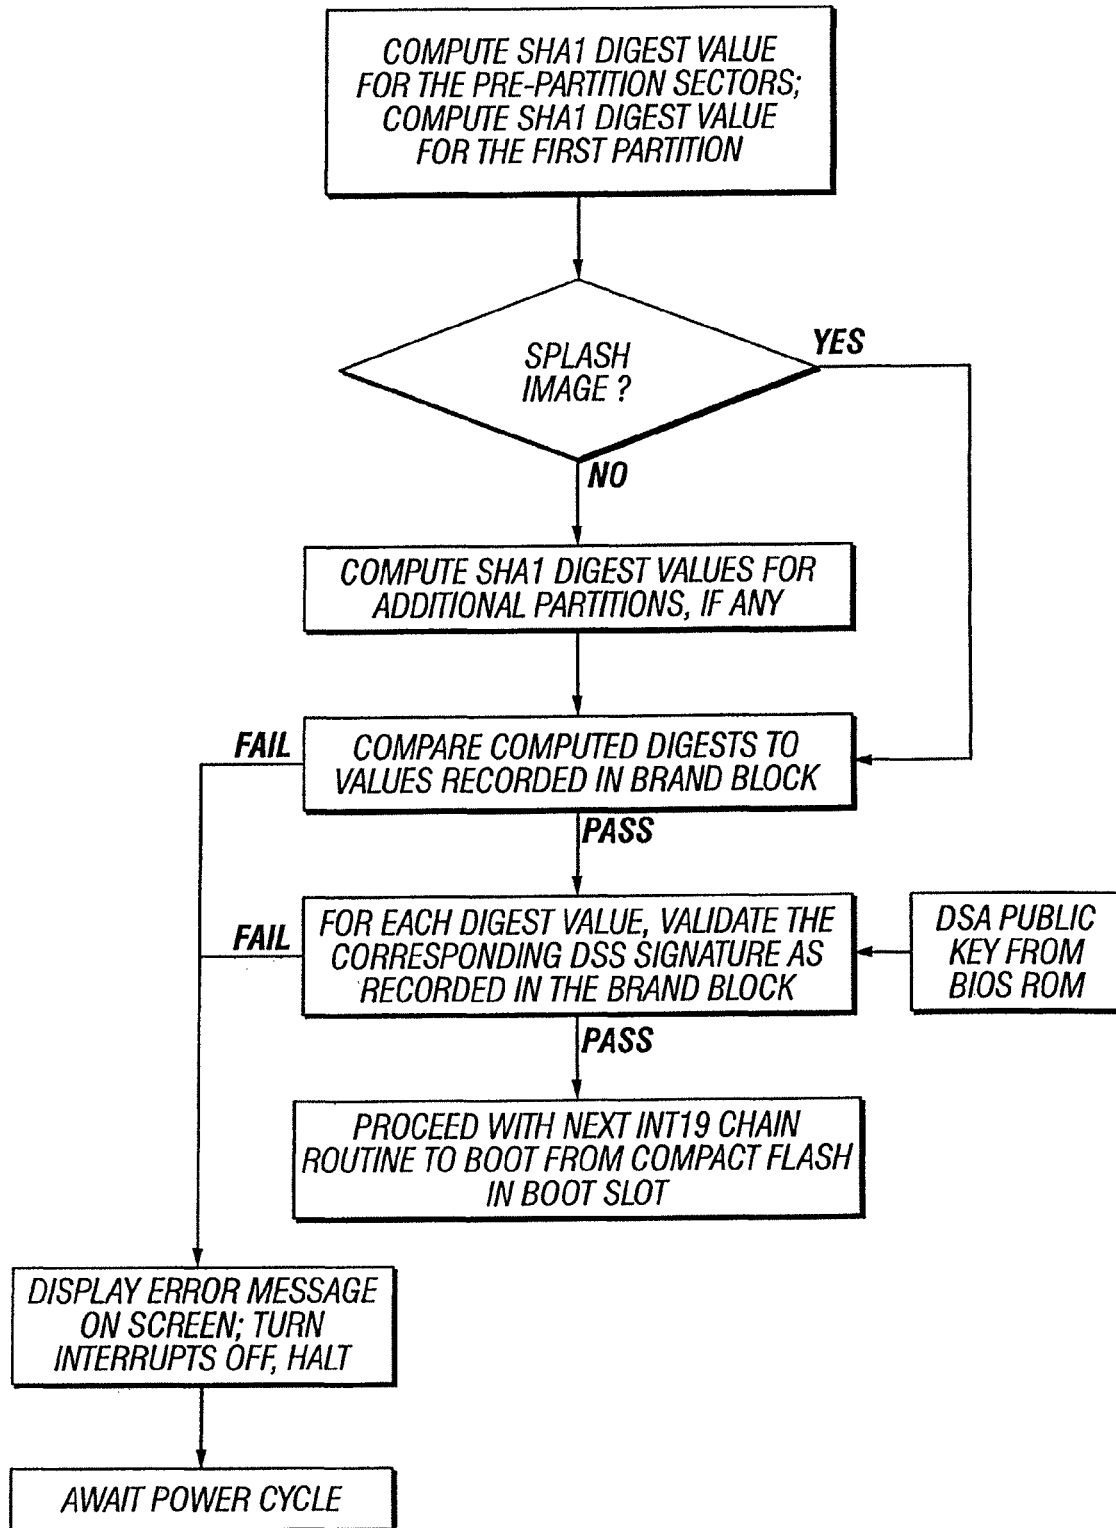 COMPUTE SHA1 DIGEST VALUE
FOR THE PRE-PARTITION SECTORS;
COMPUTE SHA1 DIGEST VALUE
FOR THE FIRST PARTITION
SPLASH
IMAGE ?
YES
NO
COMPUTE SHA1 DIGEST VALUES FOR
ADDITIONAL PARTITIONS, IF ANY
FAIL
COMPARE COMPUTED DIGESTS TO
VALUES RECORDED IN BRAND BLOCK
PASS
FAIL
FOR EACH DIGEST VALUE, VALIDATE THE
CORRESPONDING DSS SIGNATURE AS
RECORDED IN THE BRAND BLOCK
DSA PUBLIC
KEY FROM
BIOS ROM
PASS
PROCEED WITH NEXT INT19 CHAIN
ROUTINE TO BOOT FROM COMPACT FLASH
IN BOOT SLOT
DISPLAY ERROR MESSAGE
ON SCREEN; TURN
INTERRUPTS OFF, HALT
AWAIT POWER CYCLE